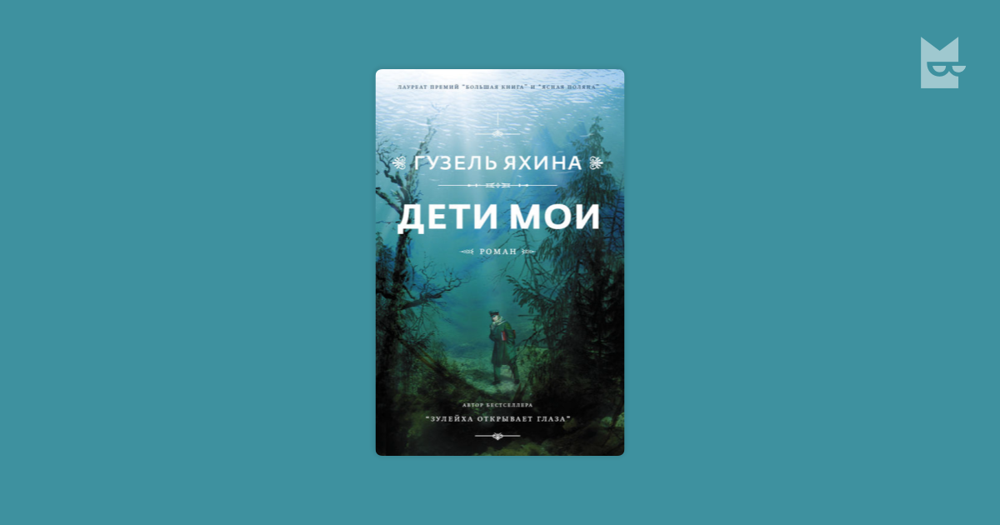 ЛАУРЕАТ ПРЕМИЙ "БОЛЬШАЯ КНИГА" И "ЯСНАЯ ПОЛЯНА"
ГУЗЕЛЬ ЯХИНА
ДЕТИ МОИ
РОМАН
АВТОР БЕСТСЕЛЛЕРА
"ЗУЛЕЙХА ОТКРЫВАЕТ ГЛАЗА"